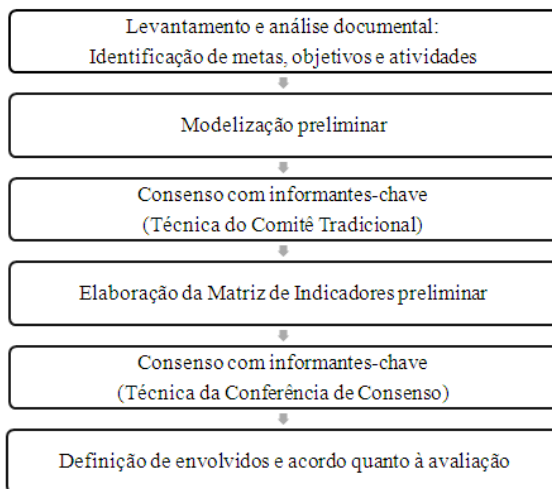 Levantamento e análise documental:
Identificação de metas, objetivos e atividades
Modelização preliminar
Consenso com informantes-chave
(Técnica do Comitê Tradicional)
Elaboração da Matriz de Indicadores preliminar
Consenso com informantes-chave
(Técnica da Conferência de Consenso)
Definição de envolvidos e acordo quanto à avaliação